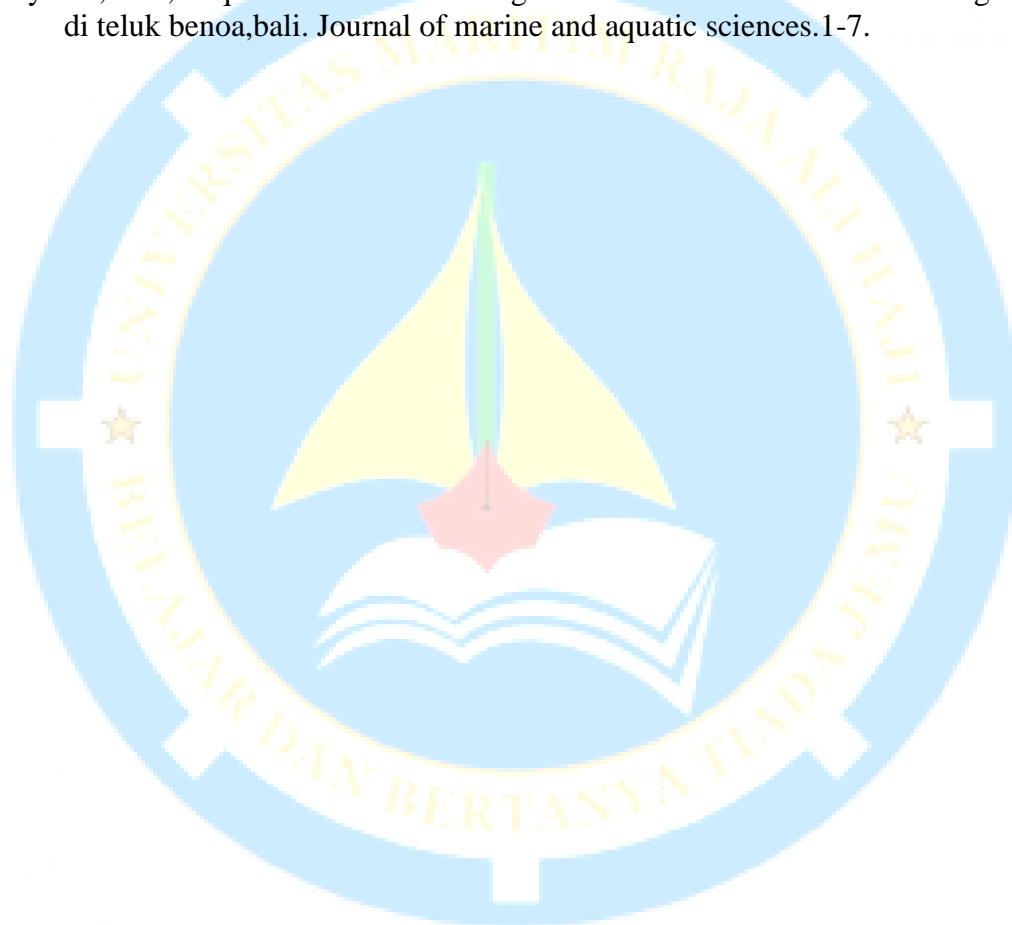 di teluk benoa,bali. Journal of marine and aquatic sciences.1-7.
UNIVERSITAS MARITIM RAJA ALI HAJI
BELAJAR DAN BERTANYA TIADA JEMU